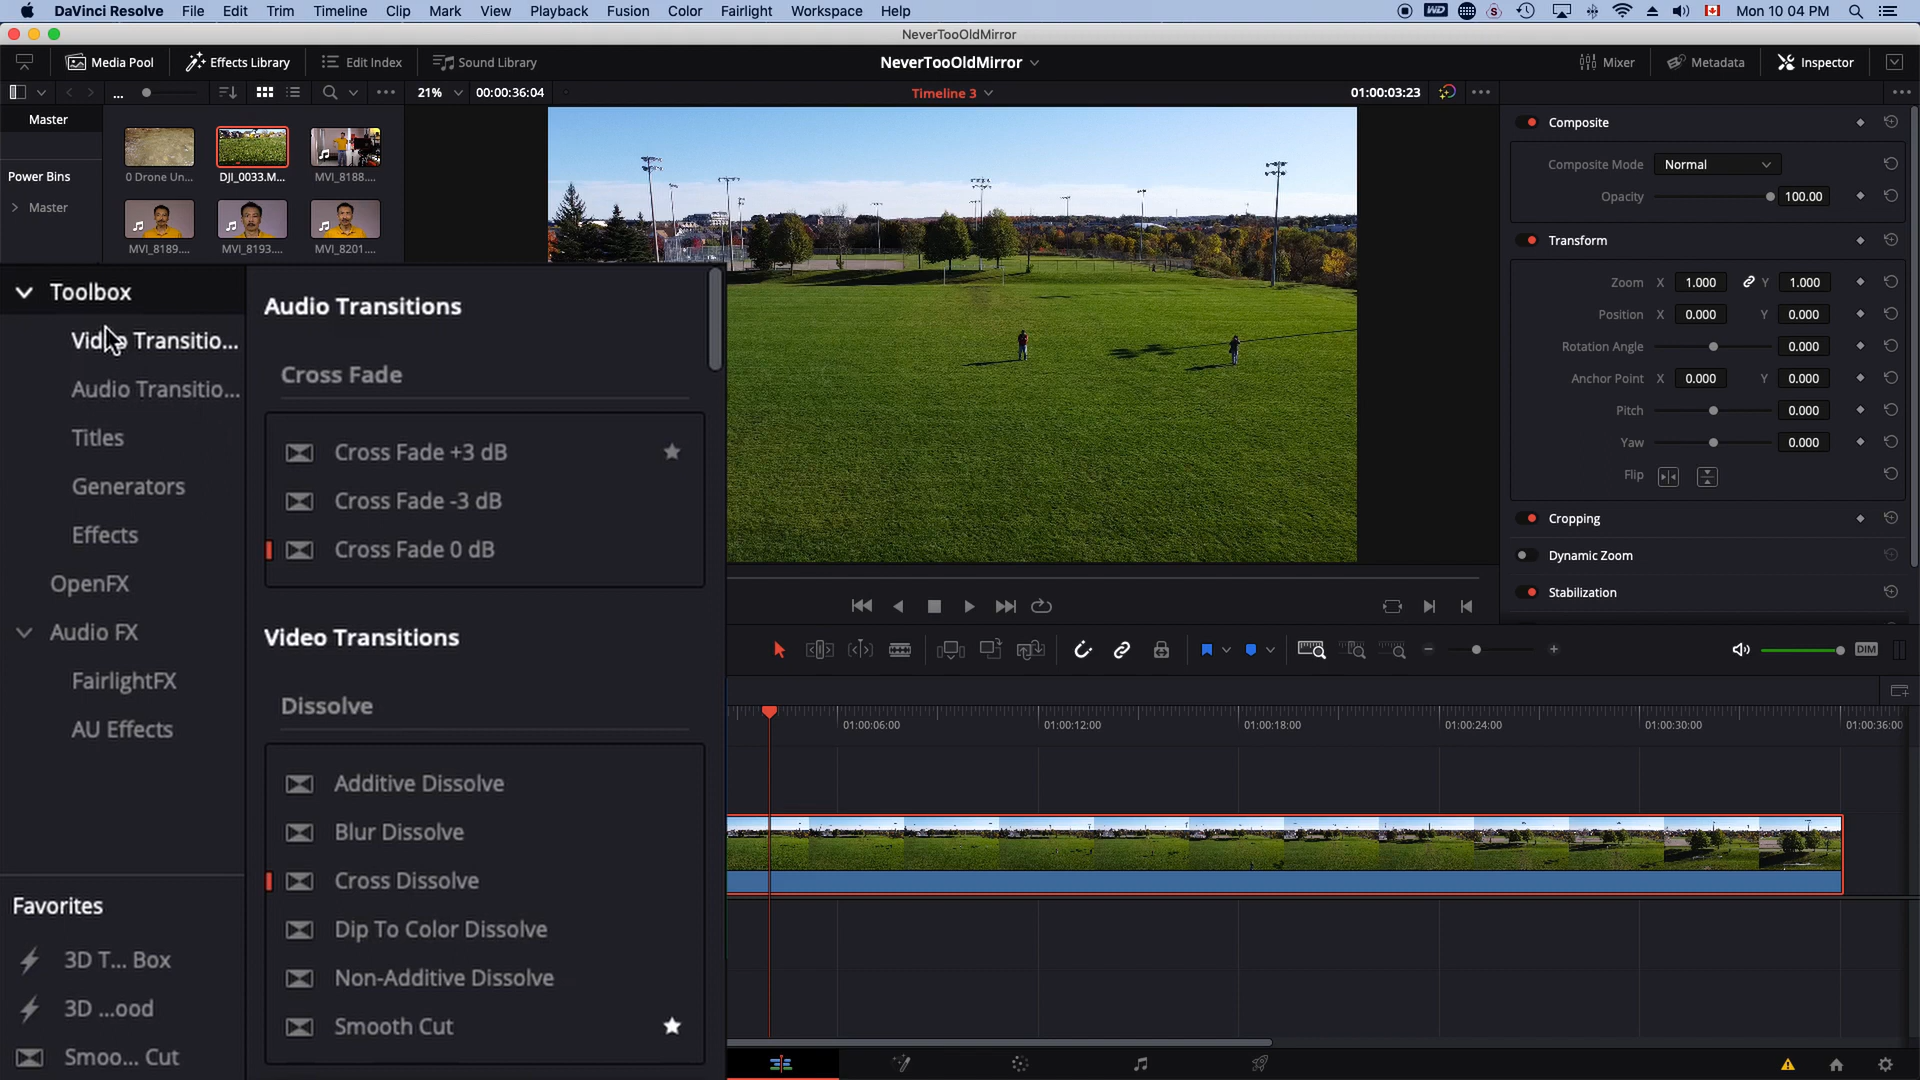 DaVinci Resolve File Edit Trim Timeline Clip Mark View Playback Fusion Color Fairlight Workspace Help
WD S Mon 10 04 PM
NeverTooOldMirror
Media Pool Effects Library Edit Index Sound Library
NeverTooOldMirror
Mixer Metadata Inspector
... 21% 00:00:36:04
Timeline 3
01:00:03:23
Master
0 Drone Un... DJI_0033.M... MVI_8188....
Power Bins
Master
MVI_8189.... MVI_8193.... MVI_8201....
Composite
Composite Mode Normal
Opacity 100.00
Transform
Zoom X 1.000 Y 1.000
Position X 0.000 Y 0.000
Rotation Angle 0.000
Anchor Point X 0.000 Y 0.000
Pitch 0.000
Yaw 0.000
Flip
Cropping
Dynamic Zoom
Stabilization
Toolbox
Video Transitio...
Audio Transitio...
Titles
Generators
Effects
OpenFX
Audio FX
FairlightFX
AU Effects
Favorites
3D T... Box
3D ...ood
Smoo... Cut
Audio Transitions
Cross Fade
Cross Fade +3 dB
Cross Fade -3 dB
Cross Fade 0 dB
Video Transitions
Dissolve
Additive Dissolve
Blur Dissolve
Cross Dissolve
Dip To Color Dissolve
Non-Additive Dissolve
Smooth Cut
DIM
01:00:06:00 01:00:12:00 01:00:18:00 01:00:24:00 01:00:30:00 01:00:36:00